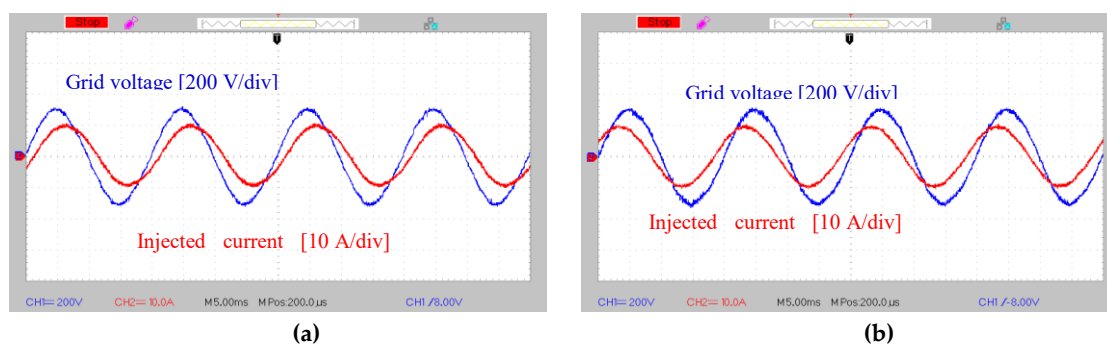 Stop
T
Grid voltage [200 V/div]
Injected current [10 A/div]
CH1= 200V CH2= 10.0A M5.00ms MPos:200.0μs CH1 /8.00V
(a)
Stop
T
Grid voltage [200 V/div]
Injected current [10 A/div]
CH1= 200V CH2= 10.0A M5.00ms MPos:200.0μs CH1 /-8.00V
(b)